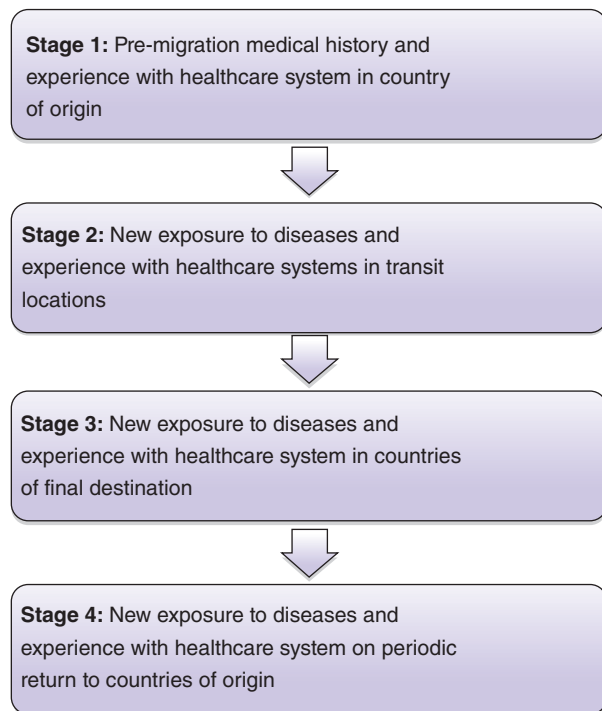 Stage 1: Pre-migration medical history and
experience with healthcare system in country
of origin
Stage 2: New exposure to diseases and
experience with healthcare systems in transit
locations
Stage 3: New exposure to diseases and
experience with healthcare system in countries
of final destination
Stage 4: New exposure to diseases and
experience with healthcare system on periodic
return to countries of origin